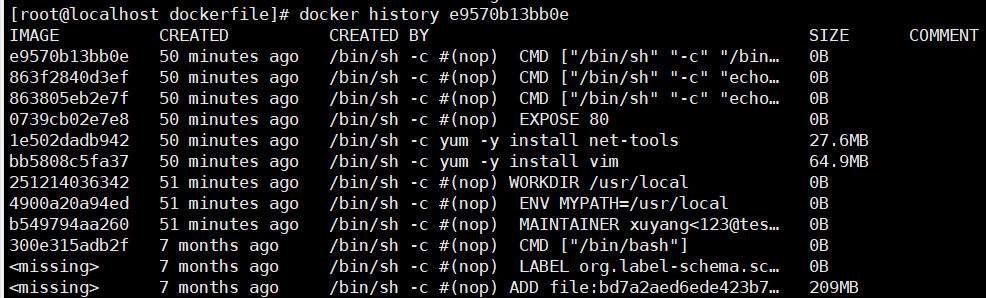 [root@localhost dockerfile]# docker history e9570b13bb0e
IMAGE CREATED CREATED BY SIZE COMMENT
e9570b13bb0e 50 minutes ago /bin/sh -c #(nop) CMD ["/bin/sh" "-c" "/bin… 0B
863f2840d3ef 50 minutes ago /bin/sh -c #(nop) CMD ["/bin/sh" "-c" "echo… 0B
863805eb2e7f 50 minutes ago /bin/sh -c #(nop) CMD ["/bin/sh" "-c" "echo… 0B
0739cb02e7e8 50 minutes ago /bin/sh -c #(nop) EXPOSE 80 0B
1e502dadb942 50 minutes ago /bin/sh -c yum -y install net-tools 27.6MB
bb5808c5fa37 50 minutes ago /bin/sh -c yum -y install vim 64.9MB
251214036342 51 minutes ago /bin/sh -c #(nop) WORKDIR /usr/local 0B
4900a20a94ed 51 minutes ago /bin/sh -c #(nop) ENV MYPATH=/usr/local 0B
b549794aa260 51 minutes ago /bin/sh -c #(nop) MAINTAINER xuyang<123@tes… 0B
300e315adb2f 7 months ago /bin/sh -c #(nop) CMD ["/bin/bash"] 0B
<missing> 7 months ago /bin/sh -c #(nop) LABEL org.label-schema.sc… 0B
<missing> 7 months ago /bin/sh -c #(nop) ADD file:bd7a2aed6ede423b7… 209MB